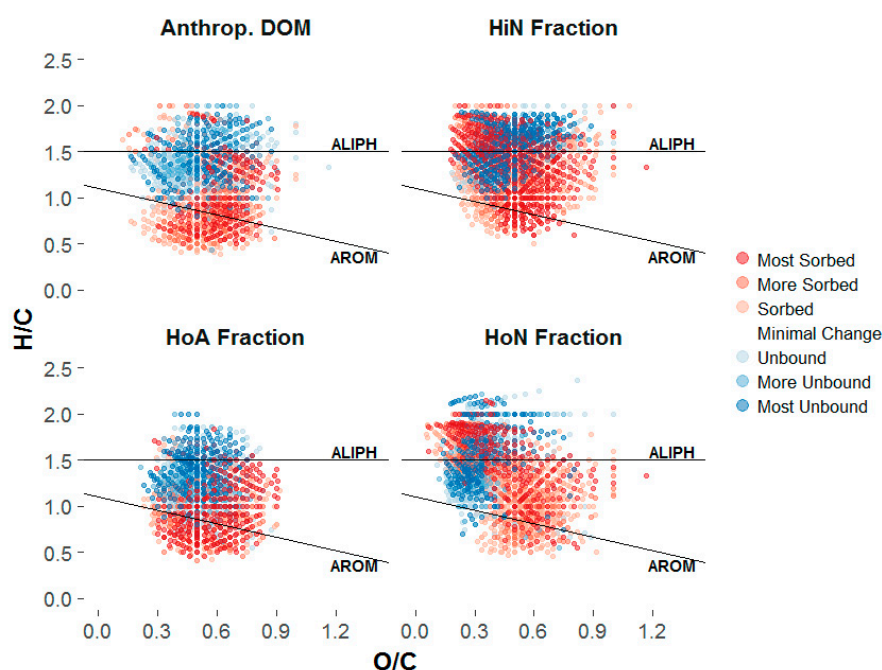 Anthrop. DOM
HiN Fraction
2.5
2.0
1.5
1.0
0.5
0.0
ALIPH
AROM
ALIPH
AROM
HoA Fraction
HoN Fraction
2.5
2.0
1.5
1.0
0.5
0.0
ALIPH
AROM
ALIPH
AROM
0.0 0.3 0.6 0.9 1.2
0.0 0.3 0.6 0.9 1.2
H/C
O/C
Most Sorbed
More Sorbed
Sorbed
Minimal Change
Unbound
More Unbound
Most Unbound